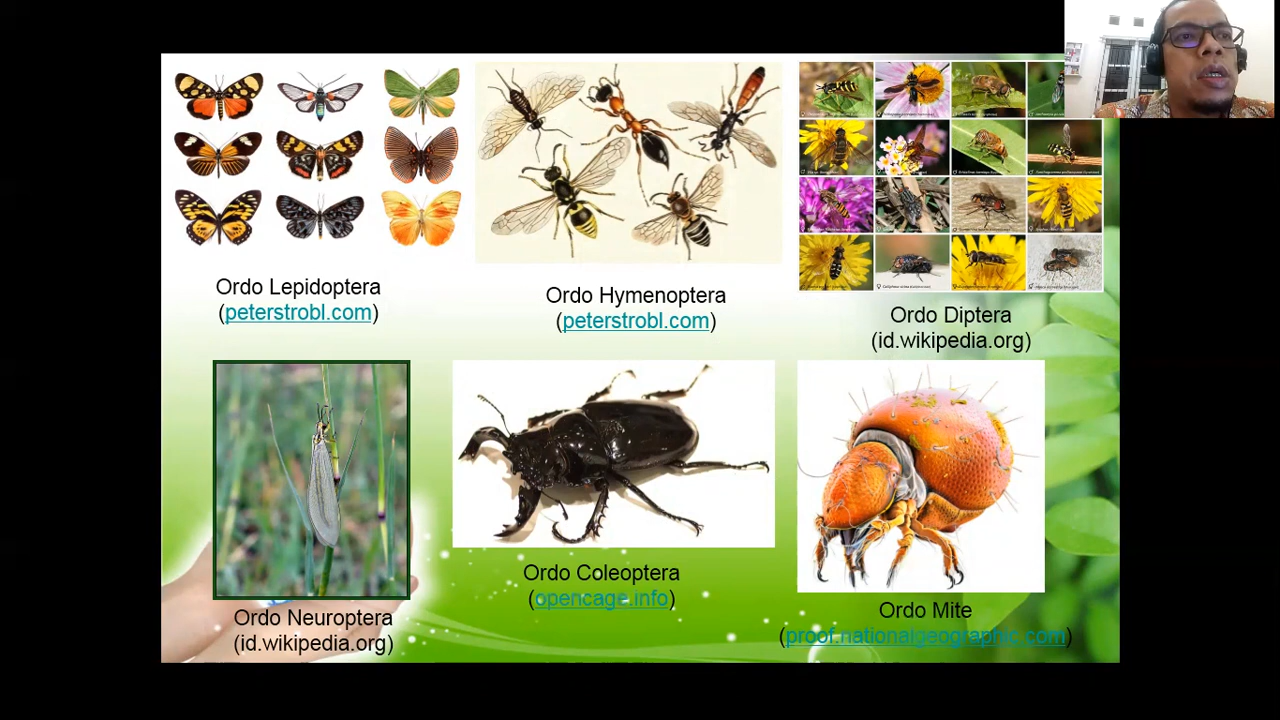 Ordo Lepidoptera
(peterstrobl.com)
Ordo Hymenoptera
(peterstrobl.com)
Ordo Diptera
(id.wikipedia.org)
Ordo Neuroptera
(id.wikipedia.org)
Ordo Coleoptera
(opencage.info)
Ordo Mite
(proof.nationalgeographic.com)